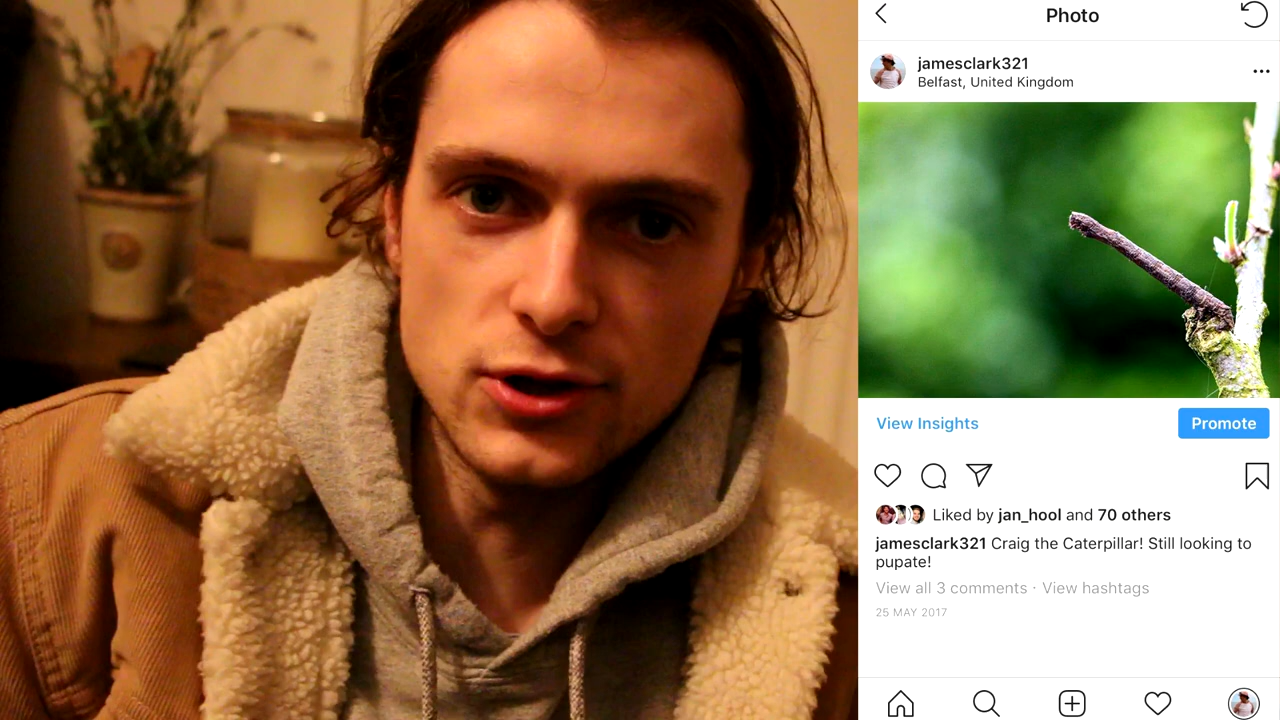 Photo
jamesclark321
Belfast, United Kingdom
View Insights
Promote
Liked by jan_hool and 70 others
jamesclark321 Craig the Caterpillar! Still looking to
pupate!
View all 3 comments · View hashtags
25 MAY 2017